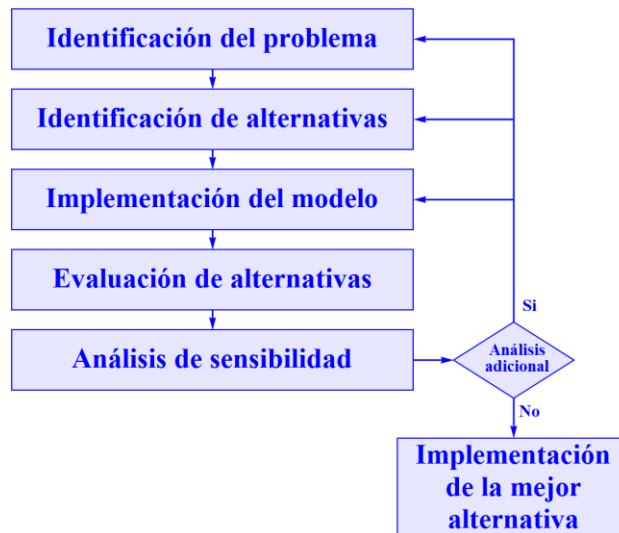 Identificación del problema
Identificación de alternativas
Implementación del modelo
Evaluación de alternativas
Si
Análisis de sensibilidad
Análisis
adicional
No
Implementación
de la mejor
alternativa